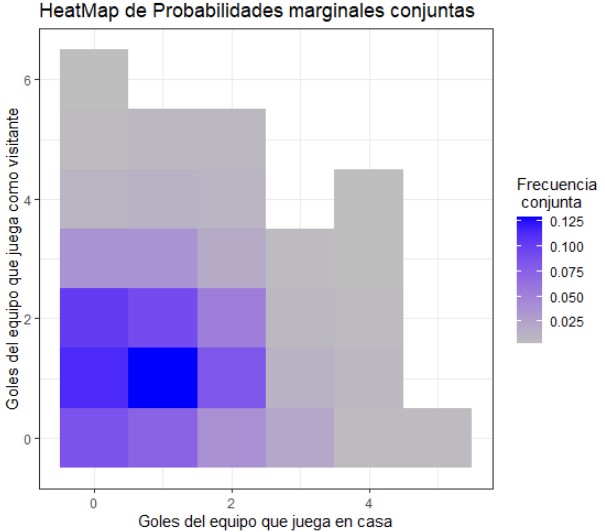 HeatMap de Probabilidades marginales conjuntas
Goles del equipo que juega como visitante
6
4
2
0
0
2
4
Goles del equipo que juega en casa
Frecuencia
conjunta
0.125
0.100
0.075
0.050
0.025